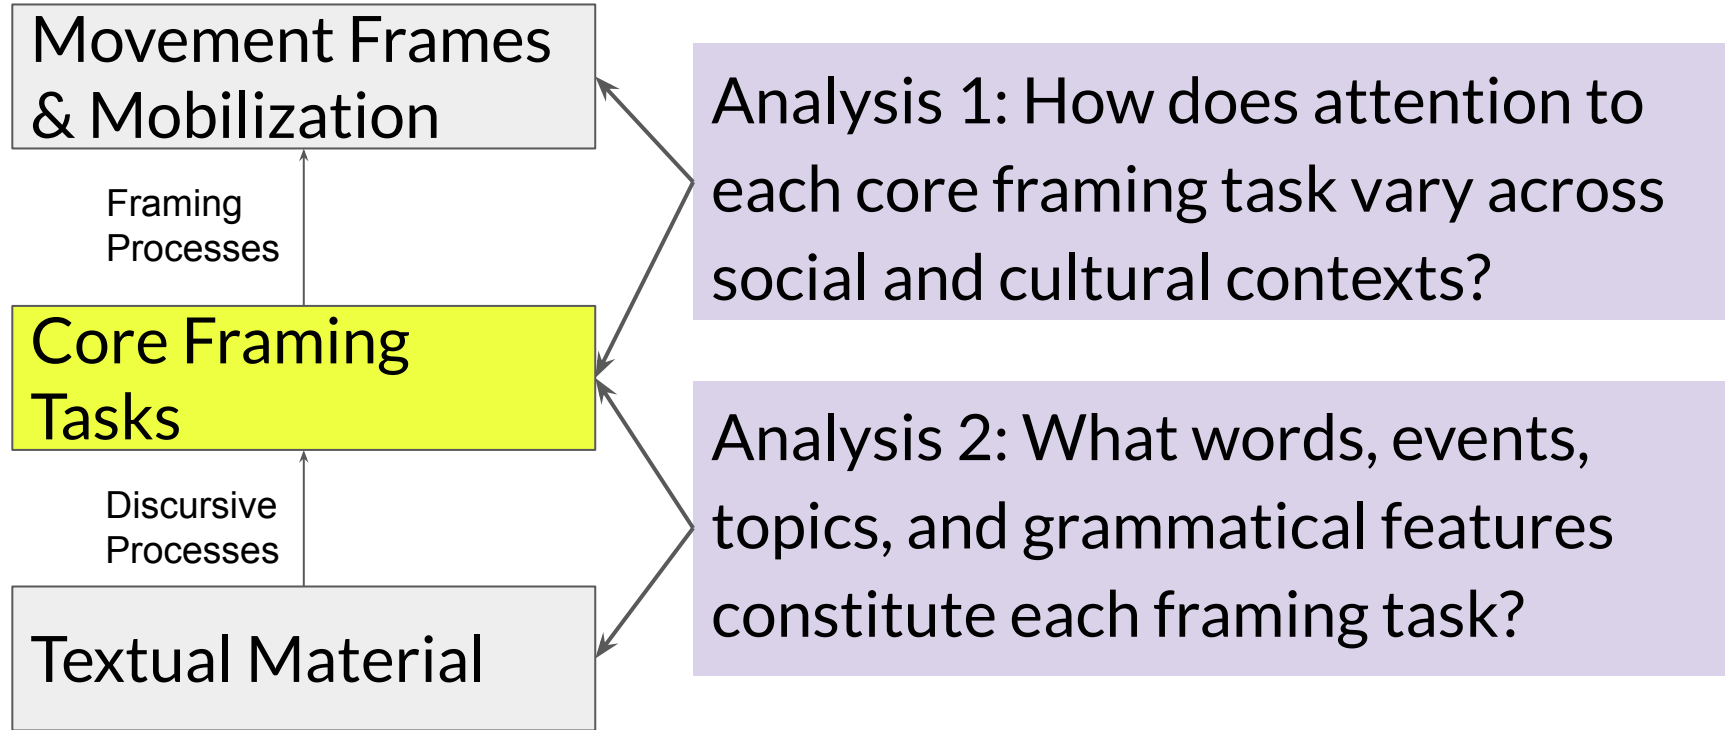 Movement Frames
& Mobilization
Framing
Processes
Core Framing
Tasks
Discursive
Processes
Textual Material
Analysis 1: How does attention to
each core framing task vary across
social and cultural contexts?
Analysis 2: What words, events,
topics, and grammatical features
constitute each framing task?